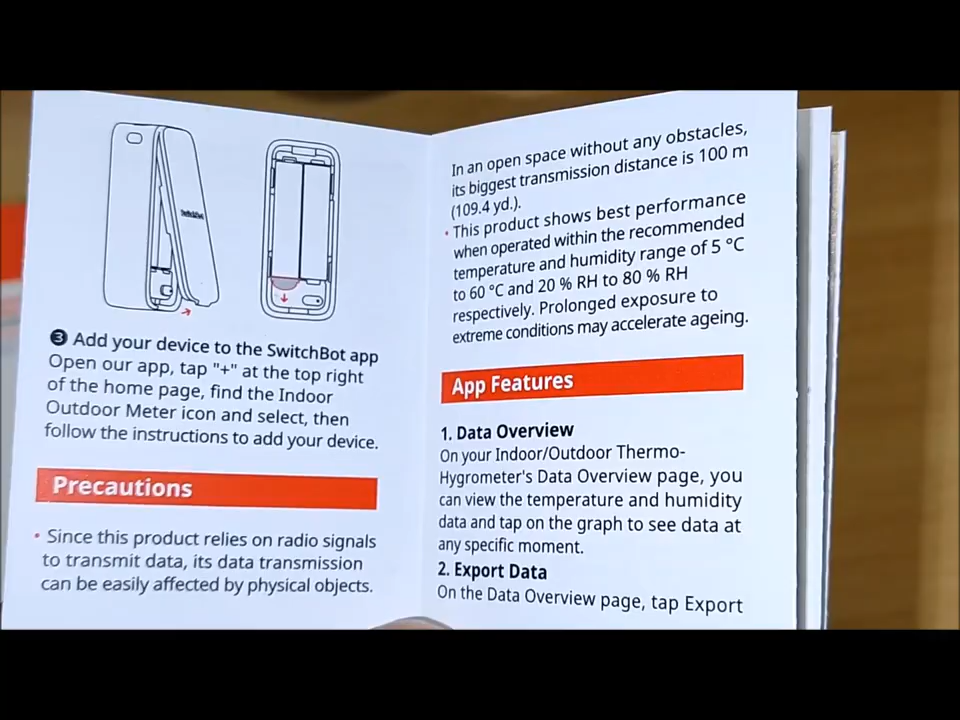 SwitchBot
❸ Add your device to the SwitchBot app
Open our app, tap "+" at the top right
of the home page, find the Indoor
Outdoor Meter icon and select, then
follow the instructions to add your device.
Precautions
• Since this product relies on radio signals
to transmit data, its data transmission
can be easily affected by physical objects.
In an open space without any obstacles,
its biggest transmission distance is 100 m
(109.4 yd.).
• This product shows best performance
when operated within the recommended
temperature and humidity range of 5 °C
to 60 °C and 20 % RH to 80 % RH
respectively. Prolonged exposure to
extreme conditions may accelerate ageing.
App Features
1. Data Overview
On your Indoor/Outdoor Thermo-
Hygrometer's Data Overview page, you
can view the temperature and humidity
data and tap on the graph to see data at
any specific moment.
2. Export Data
On the Data Overview page, tap Export